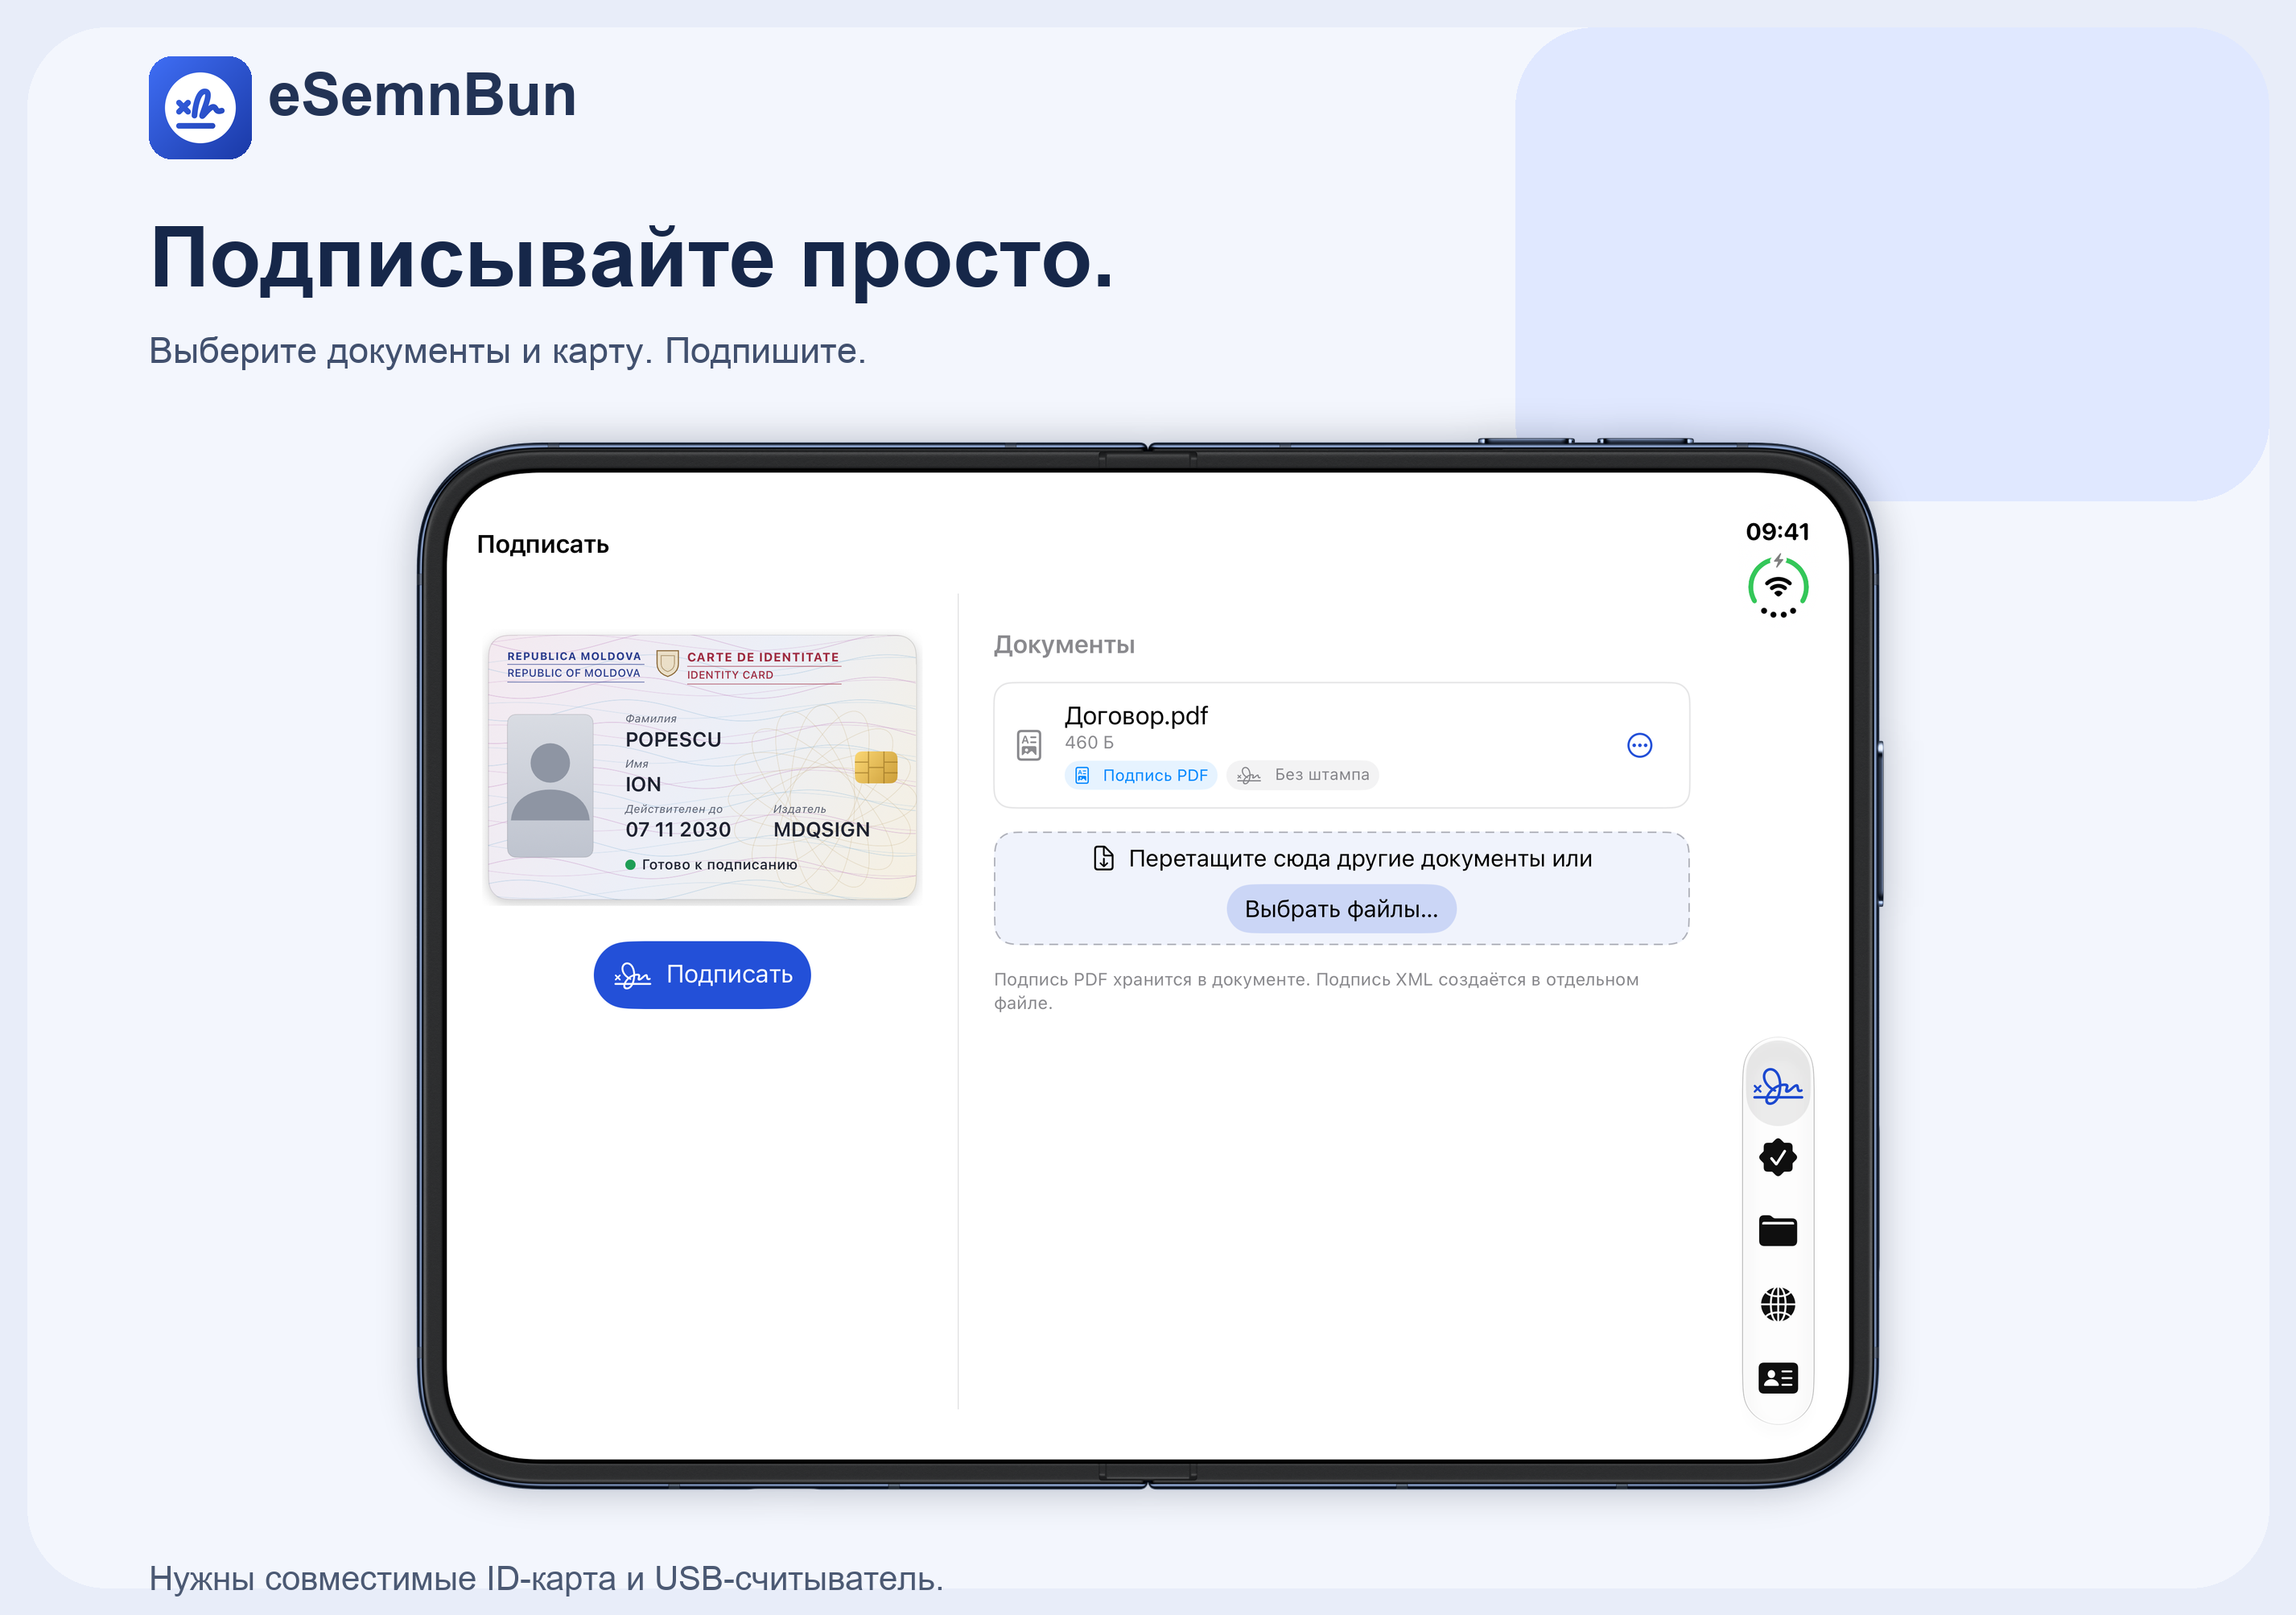 eSemnBun
Подписывайте просто.
Выберите документы и карту. Подпишите.
Подписать
09:41
REPUBLICA MOLDOVA
REPUBLIC OF MOLDOVA
CARTE DE IDENTITATE
IDENTITY CARD
Фамилия
POPESCU
Имя
ION
Действителен до
07 11 2030
Издатель
MDQSIGN
Готово к подписанию
Подписать
Документы
Договор.pdf
460 Б
Подпись PDF
Без штампа
Перетащите сюда другие документы или
Выбрать файлы...
Подпись PDF хранится в документе. Подпись XML создаётся в отдельном
файле.
Нужны совместимые ID-карта и USB-считыватель.